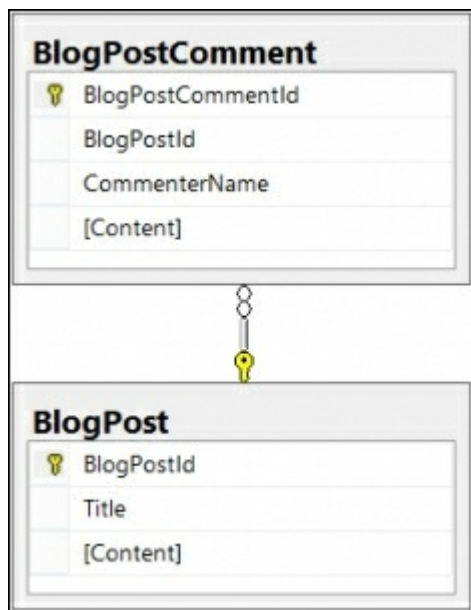 BlogPostComment
BlogPostCommentId
BlogPostId
CommenterName
[Content]
BlogPost
BlogPostId
Title
[Content]